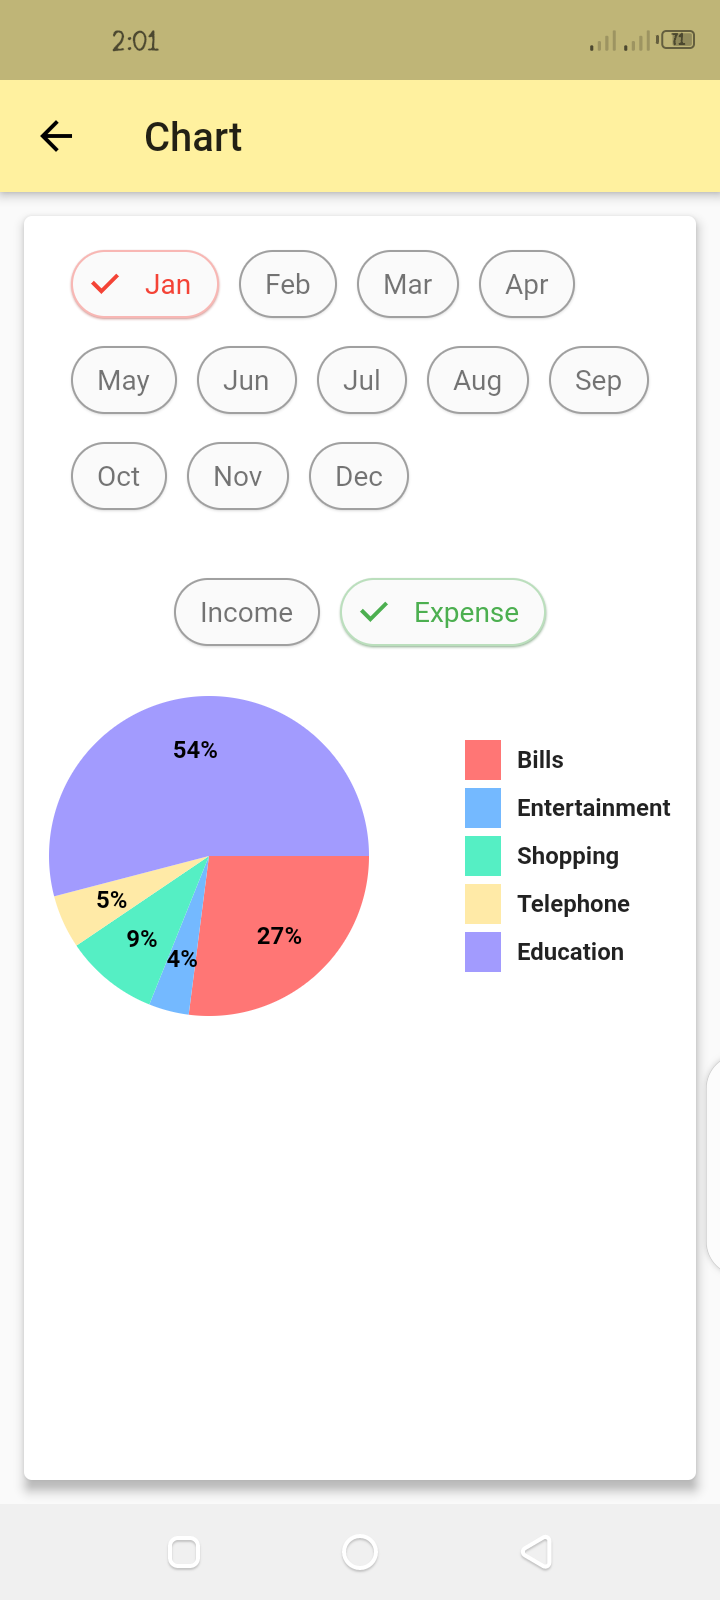 2:01 71
Chart
Jan Feb Mar Apr
May Jun Jul Aug Sep
Oct Nov Dec
Income Expense
54%
5%
9%
4%
27%
Bills
Entertainment
Shopping
Telephone
Education